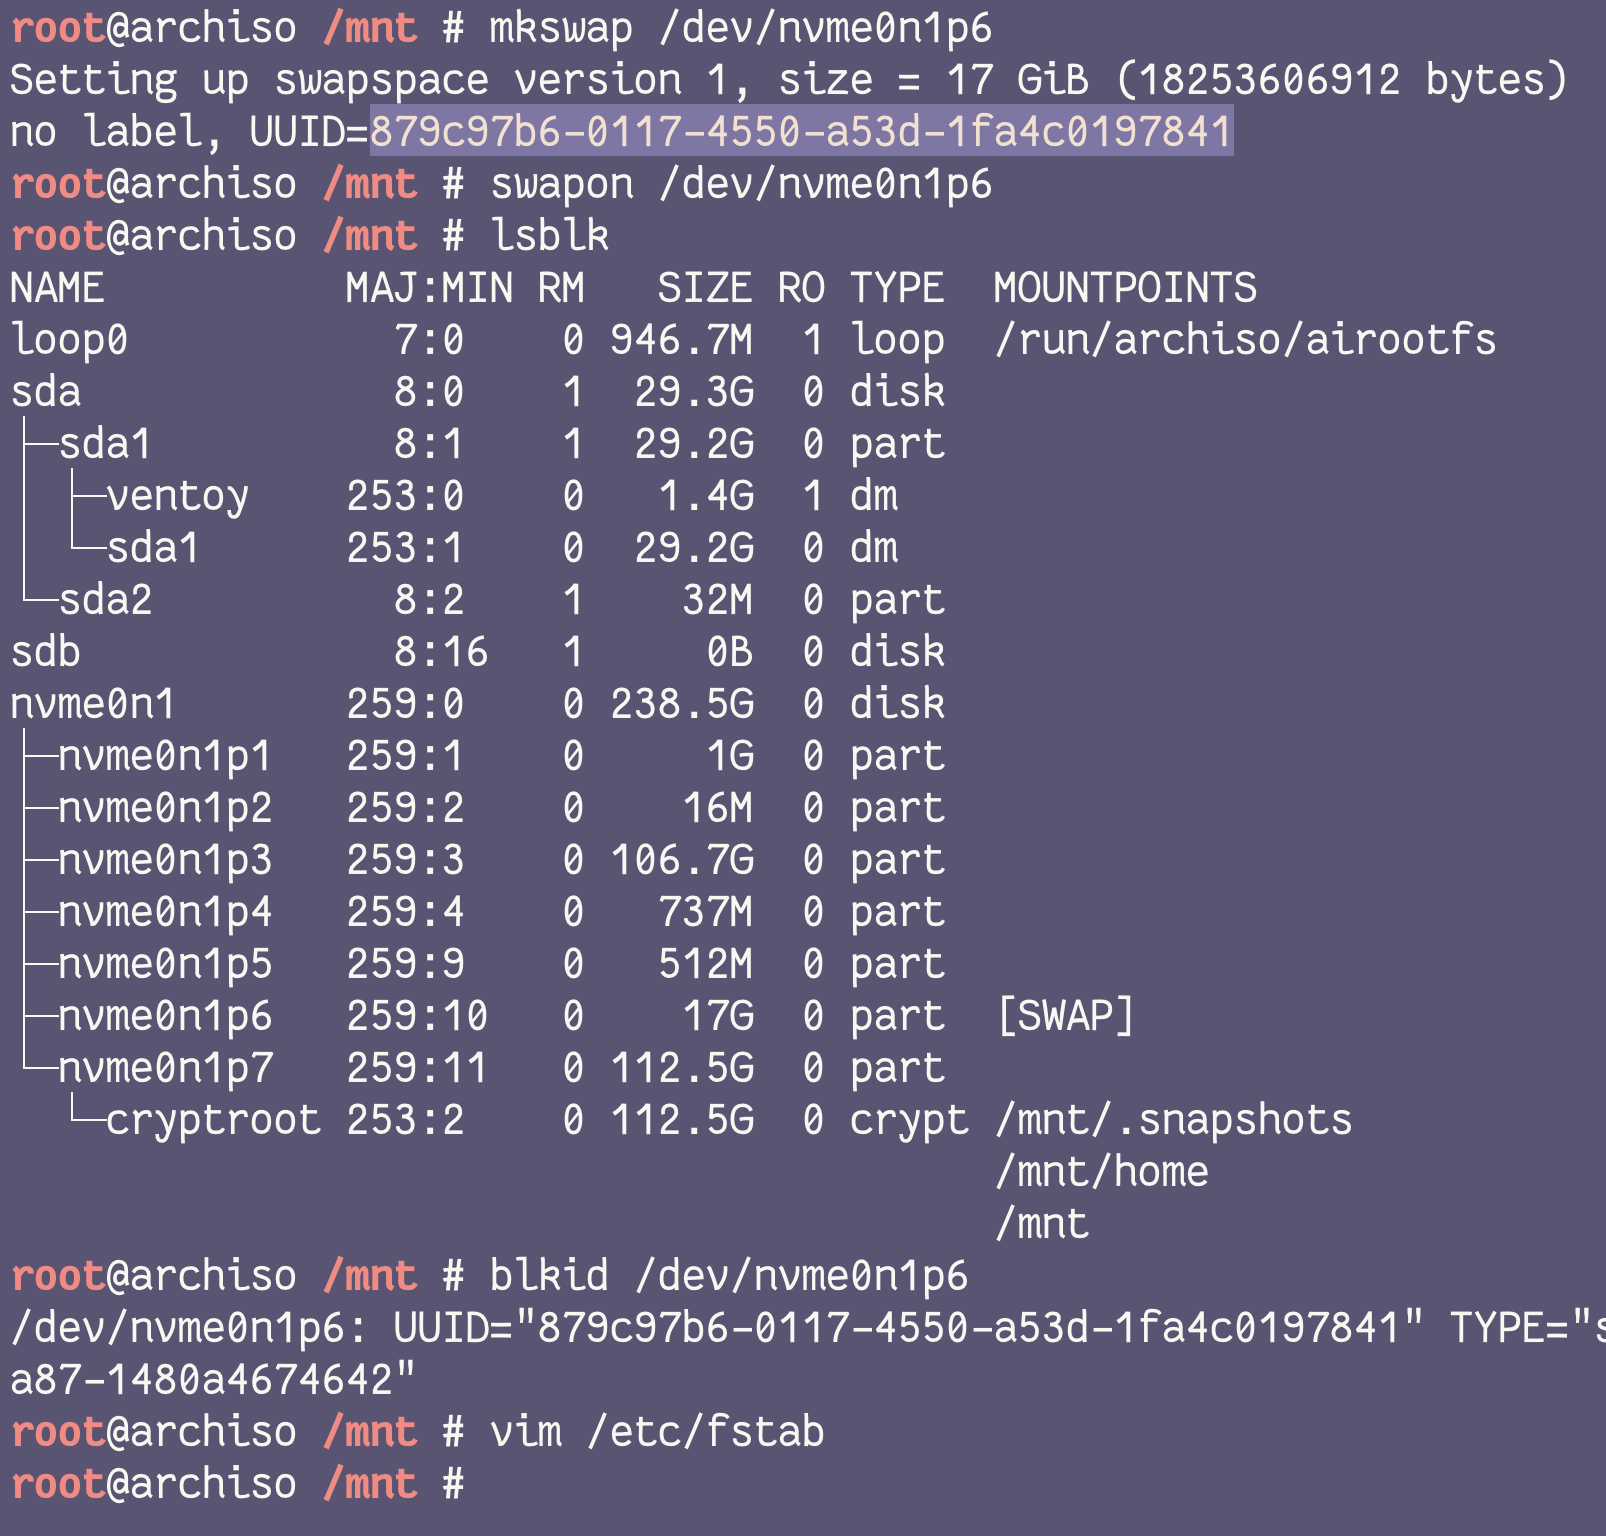 root@archiso /mnt # mkswap /dev/nvme0n1p6
Setting up swapspace version 1, size = 17 GiB (18253606912 bytes)
no label, UUID=879c97b6-0117-4550-a53d-1fa4c0197841
root@archiso /mnt # swapon /dev/nvme0n1p6
root@archiso /mnt # lsblk
NAME          MAJ:MIN RM   SIZE RO TYPE  MOUNTPOINTS
loop0           7:0    0 946.7M  1 loop  /run/archiso/airootfs
sda             8:0    1  29.3G  0 disk
├─sda1          8:1    1  29.2G  0 part
│ ├─ventoy    253:0    0   1.4G  1 dm
│ └─sda1      253:1    0  29.2G  0 dm
└─sda2          8:2    1    32M  0 part
sdb             8:16   1     0B  0 disk
nvme0n1       259:0    0 238.5G  0 disk
├─nvme0n1p1   259:1    0     1G  0 part
├─nvme0n1p2   259:2    0    16M  0 part
├─nvme0n1p3   259:3    0 106.7G  0 part
├─nvme0n1p4   259:4    0   737M  0 part
├─nvme0n1p5   259:9    0   512M  0 part
├─nvme0n1p6   259:10   0    17G  0 part  [SWAP]
└─nvme0n1p7   259:11   0 112.5G  0 part
  └─cryptroot 253:2    0 112.5G  0 crypt /mnt/.snapshots
                                         /mnt/home
                                         /mnt
root@archiso /mnt # blkid /dev/nvme0n1p6
/dev/nvme0n1p6: UUID="879c97b6-0117-4550-a53d-1fa4c0197841" TYPE="s
a87-1480a4674642"
root@archiso /mnt # vim /etc/fstab
root@archiso /mnt #